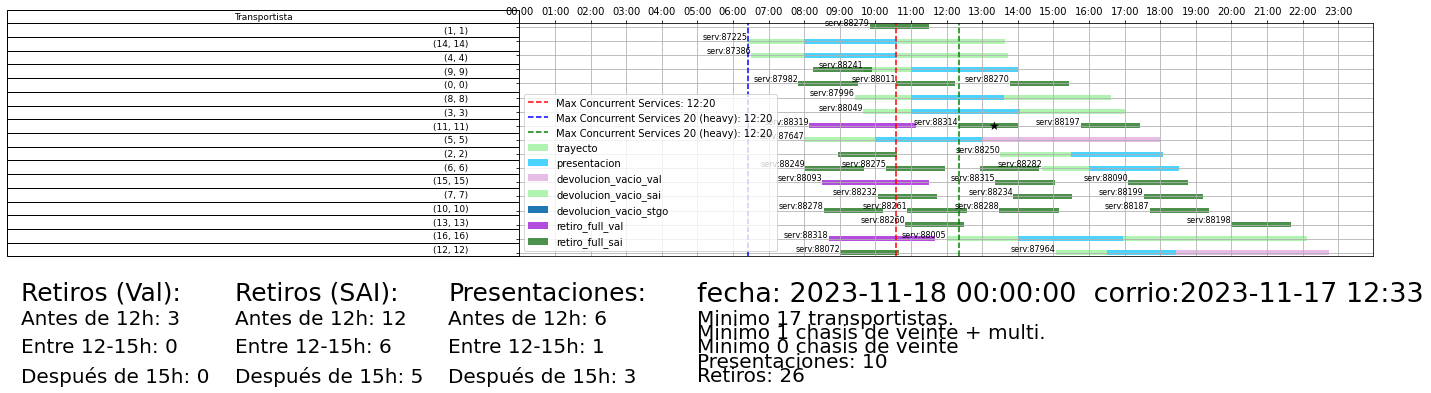 Transportista
00:00 01:00 02:00 03:00 04:00 05:00 06:00 07:00 08:00 09:00 10:00 11:00 12:00 13:00 14:00 15:00 16:00 17:00 18:00 19:00 20:00 21:00 22:00 23:00
(1, 1) serv:88279
(14, 14) serv:87225
(4, 4) serv:87386
(9, 9) serv:88241
(0, 0) serv:87982 serv:88011 serv:88270
(8, 8) serv:87996
(3, 3) serv:88049
(11, 11) serv:88319 serv:88314 serv:88197
(5, 5) serv:87647
(2, 2) serv:88250
(6, 6) serv:88249 serv:88275 serv:88282
(15, 15) serv:88093 serv:88315 serv:88090
(7, 7) serv:88232 serv:88234 serv:88199
(10, 10) serv:88278 serv:88261 serv:88288 serv:88187
(13, 13) serv:88260 serv:88198
(16, 16) serv:88318 serv:88005
(12, 12) serv:88072 serv:87964
Max Concurrent Services: 12:20
Max Concurrent Services 20 (heavy): 12:20
Max Concurrent Services 20 (heavy): 12:20
trayecto
presentacion
devolucion_vacio_val
devolucion_vacio_sai
devolucion_vacio_stgo
retiro_full_val
retiro_full_sai
Retiros (Val):
Antes de 12h: 3
Entre 12-15h: 0
Después de 15h: 0
Retiros (SAI):
Antes de 12h: 12
Entre 12-15h: 6
Después de 15h: 5
Presentaciones:
Antes de 12h: 6
Entre 12-15h: 1
Después de 15h: 3
fecha: 2023-11-18 00:00:00  corrio:2023-11-17 12:33
Minimo 17 transportistas.
Minimo 1 chasis de veinte + multi.
Minimo 0 chasis de veinte
Presentaciones: 10
Retiros: 26